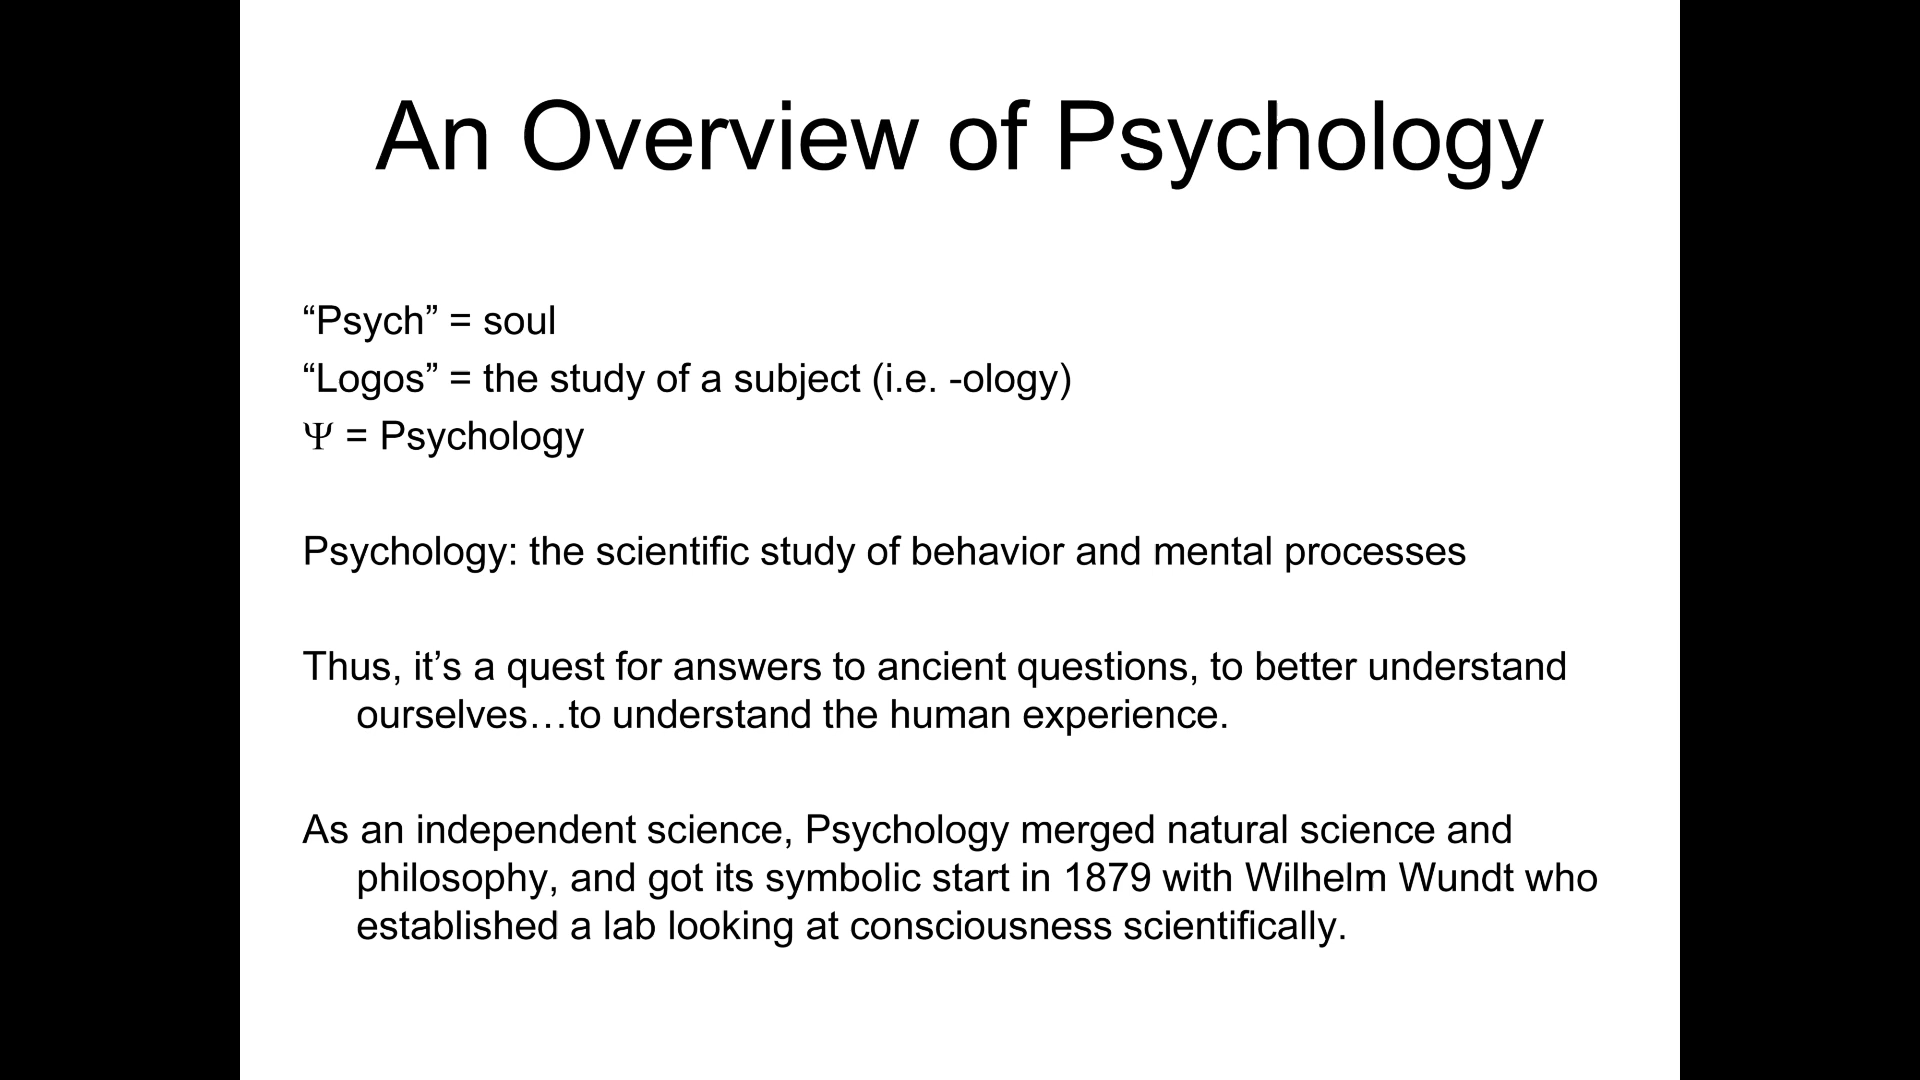 An Overview of Psychology
“Psych” = soul
“Logos” = the study of a subject (i.e. -ology)
Ψ = Psychology
Psychology: the scientific study of behavior and mental processes
Thus, it’s a quest for answers to ancient questions, to better understand
ourselves…to understand the human experience.
As an independent science, Psychology merged natural science and
philosophy, and got its symbolic start in 1879 with Wilhelm Wundt who
established a lab looking at consciousness scientifically.